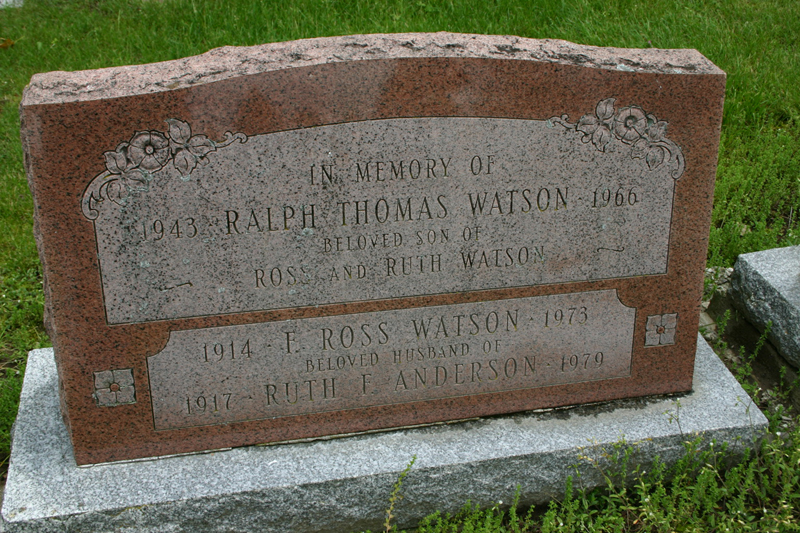 IN MEMORY OF
1943 · RALPH THOMAS WATSON · 1966
BELOVED SON OF
ROSS AND RUTH WATSON
1914 · F. ROSS WATSON · 1973
BELOVED HUSBAND OF
1917 · RUTH F. ANDERSON · 1979